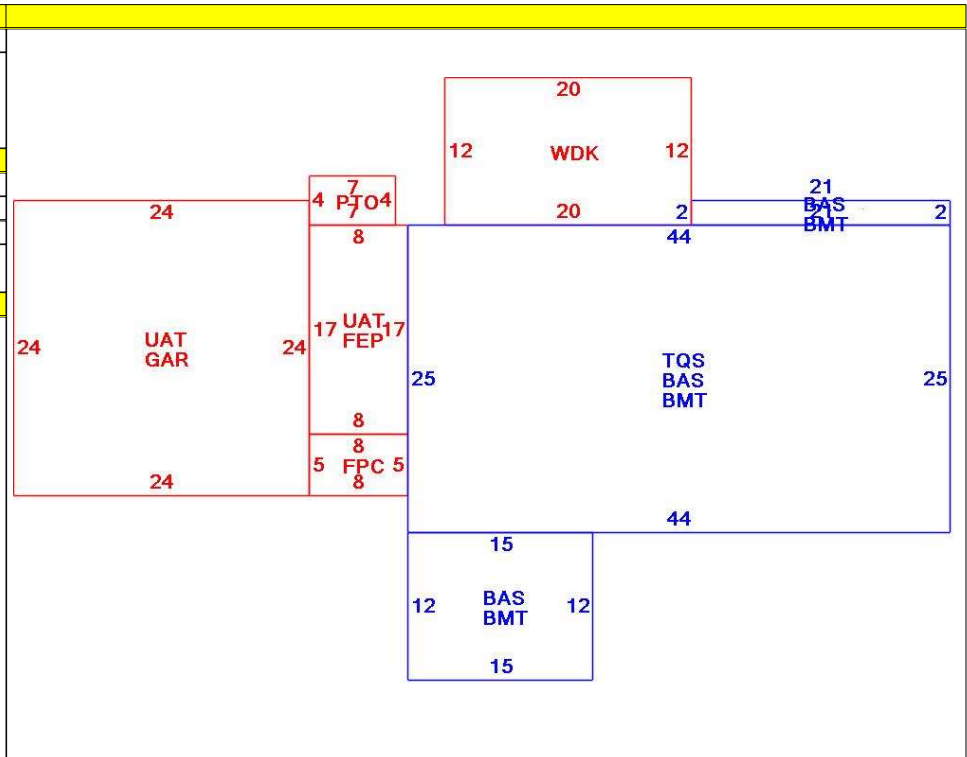 20
12 WDK 12
20
7
4 PTO 4
7
21
2 BAS 2
21
BMT
24
24 UAT 24
GAR
24
8
17 UAT 17
FEP
8
8
5 FPC 5
8
44
25 TQS 25
BAS
BMT
44
15
12 BAS 12
BMT
15